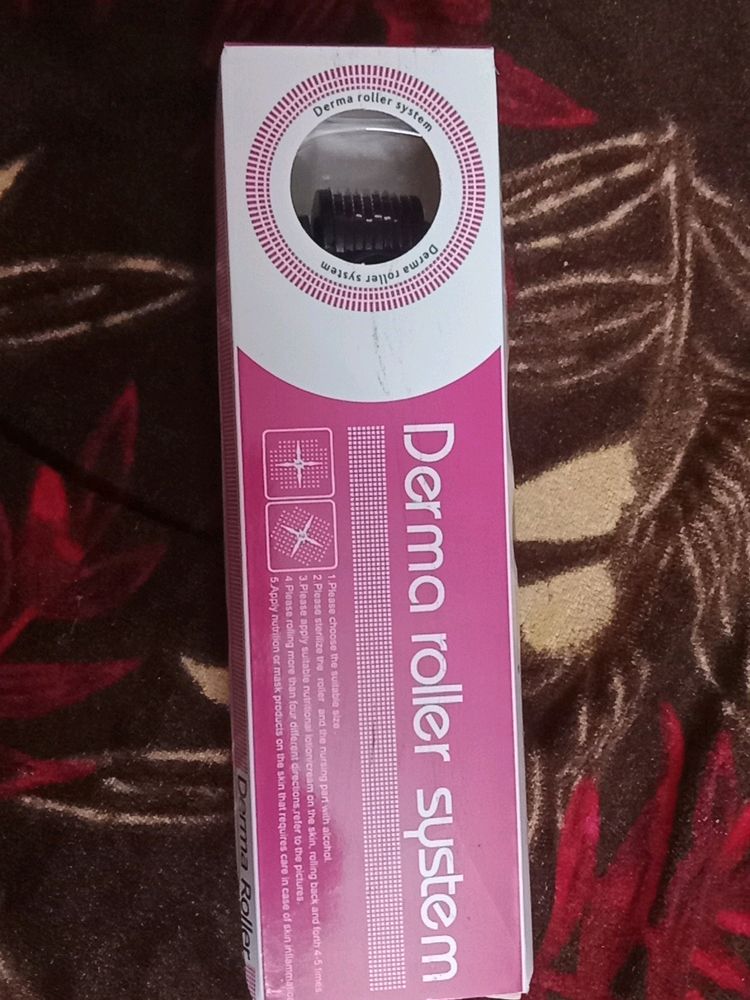 Derma roller system
Derma roller system
Derma roller system
1.Please choose the suitable size
2.Please sterilize the roller and the nursing part with alcohol.
3.Please apply suitable nutritional lotion/cream on the skin, rolling back and forth 4-5 times.
4.Please rolling more than four different directions,refer to the pictures.
5.Apply nutrition or mask products on the skin that requires care in case of skin
Derma Roller